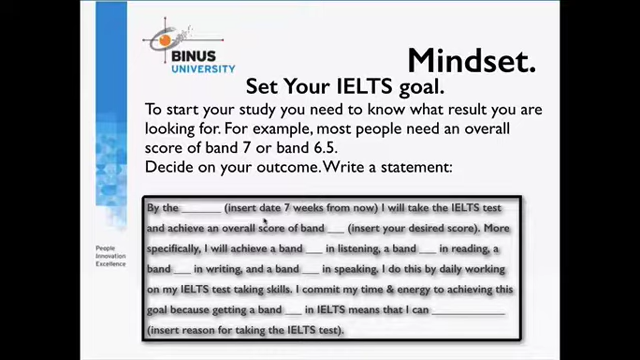 BINUS
UNIVERSITY
Mindset.
Set Your IELTS goal.
To start your study you need to know what result you are
looking for. For example, most people need an overall
score of band 7 or band 6.5.
Decide on your outcome. Write a statement:
By the ______ (insert date 7 weeks from now) I will take the IELTS test
and achieve an overall score of band ___ (insert your desired score). More
specifically, I will achieve a band ___ in listening, a band ___ in reading, a
band ___ in writing, and a band ___ in speaking. I do this by daily working
on my IELTS test taking skills. I commit my time & energy to achieving this
goal because getting a band ___ in IELTS means that I can ___________
(insert reason for taking the IELTS test).
People
Innovation
Excellence